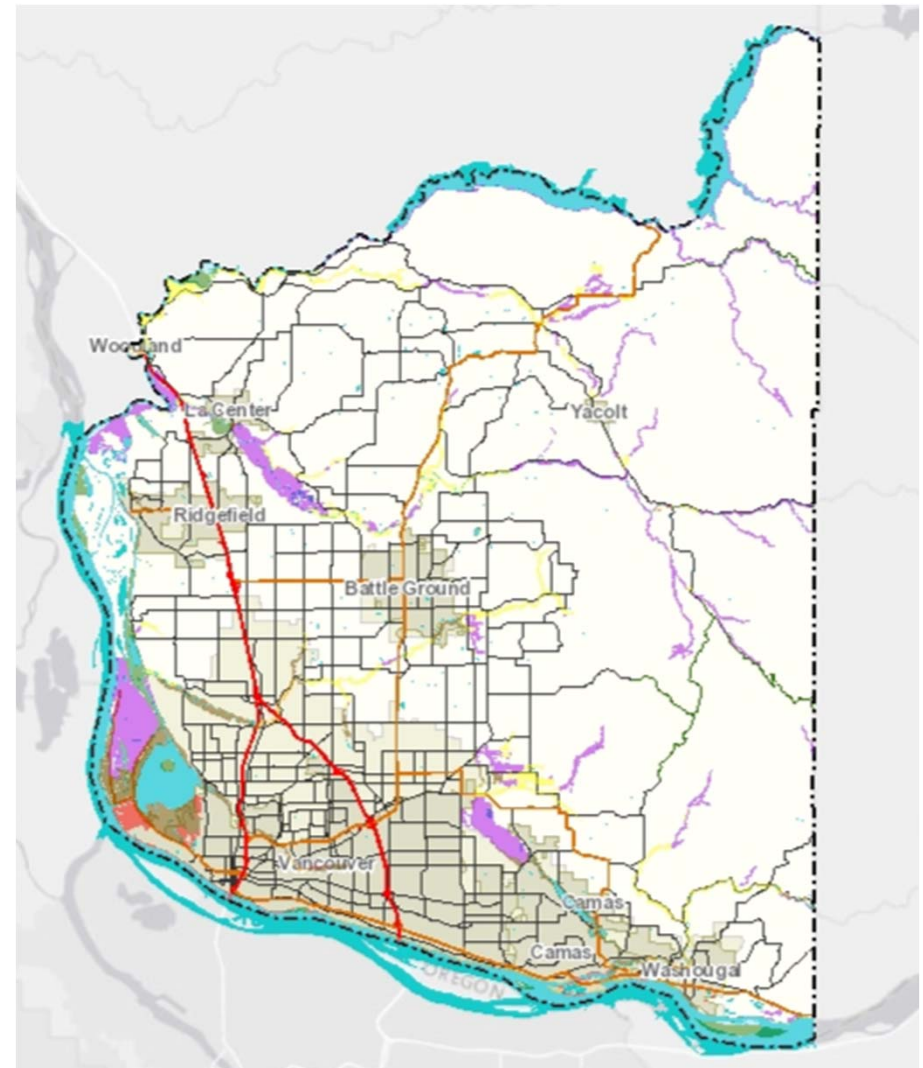 Woodland
La Center
Yacolt
Ridgefield
Battle Ground
Vancouver
Camas
Camas
Washougal
OREGON